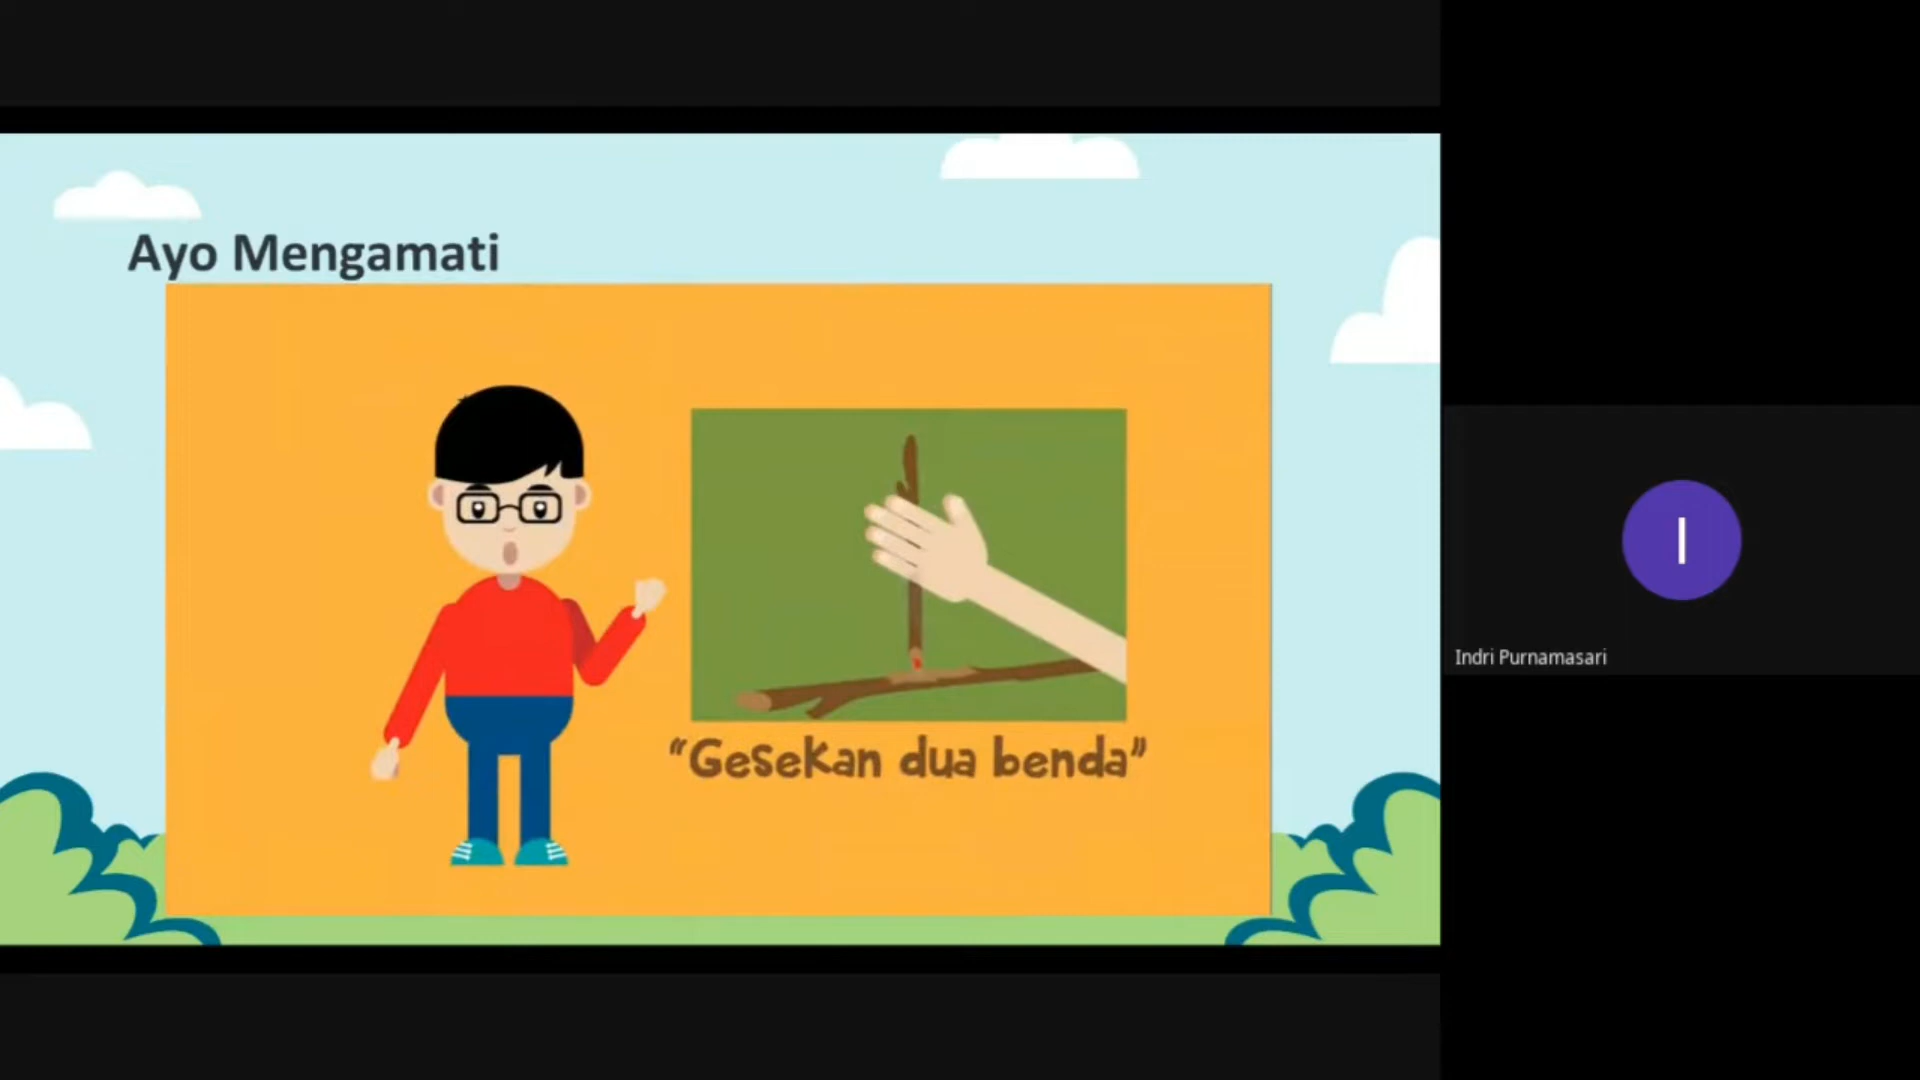 Ayo Mengamati
“Gesekan dua benda”
I
Indri Purnamasari